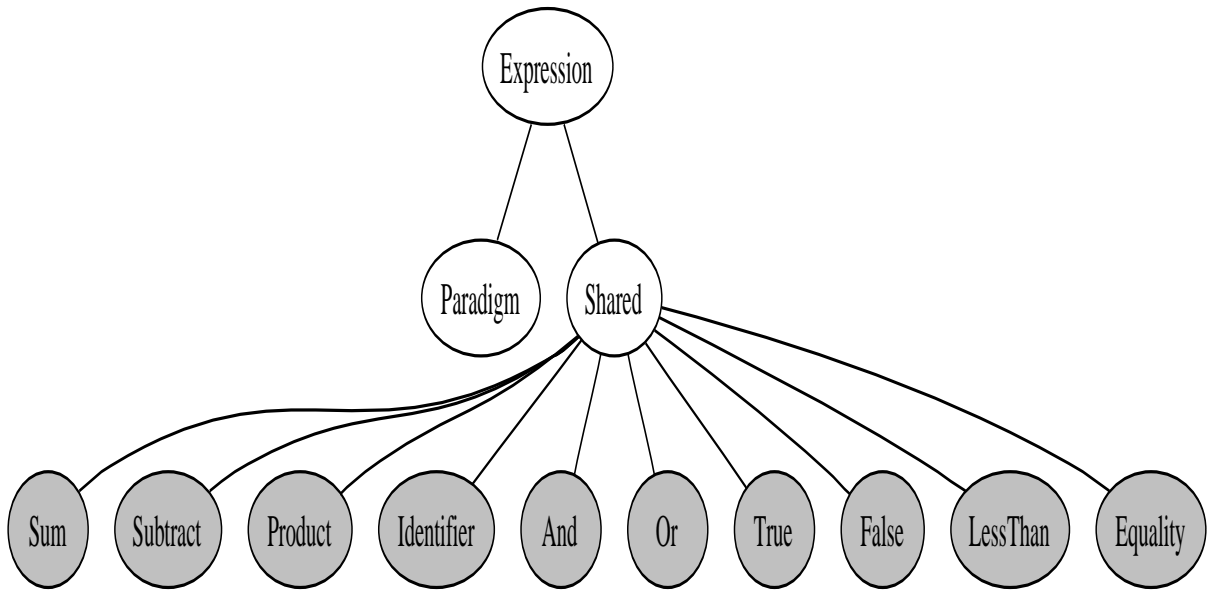 Expression
Paradigm Shared
Sum Subtract Product Identifier And Or True False LessThan Equality